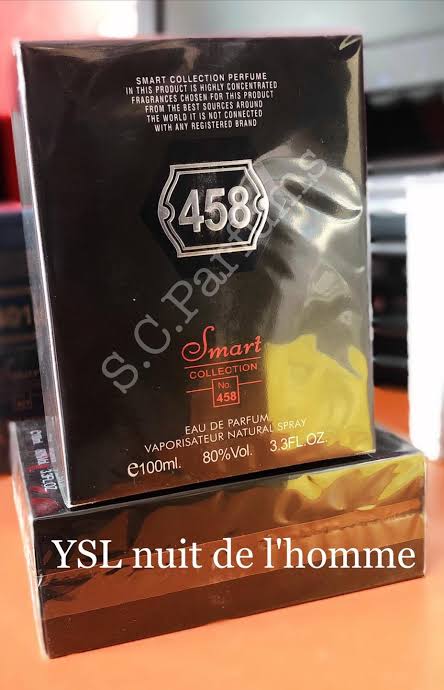 SMART COLLECTION PERFUME
IN THIS PRODUCT IS HIGHLY CONCENTRATED
FRAGRANCES CHOSEN FOR THIS PRODUCT
FROM THE BEST SOURCES AROUND
THE WORLD IT IS NOT CONNECTED
WITH ANY REGISTERED BRAND
458
S.C.Parfums
Smart
COLLECTION
No.
458
EAU DE PARFUM
VAPORISATEUR NATURAL SPRAY
e100ml. 80%Vol. 3.3FL.OZ.
YSL nuit de l'homme